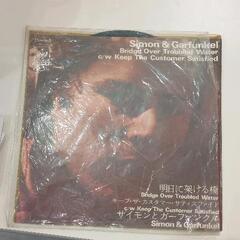 Simon & Garfunkel
Bridge Over Troubled Water
c/w Keep The Customer Satisfied
明日に架ける橋
Bridge Over Troubled Water
キープ・ザ・カスタマー・サティスファイド
c/w Keep The Customer Satisfied
サイモンとガーファンクル
Simon & Garfunkel